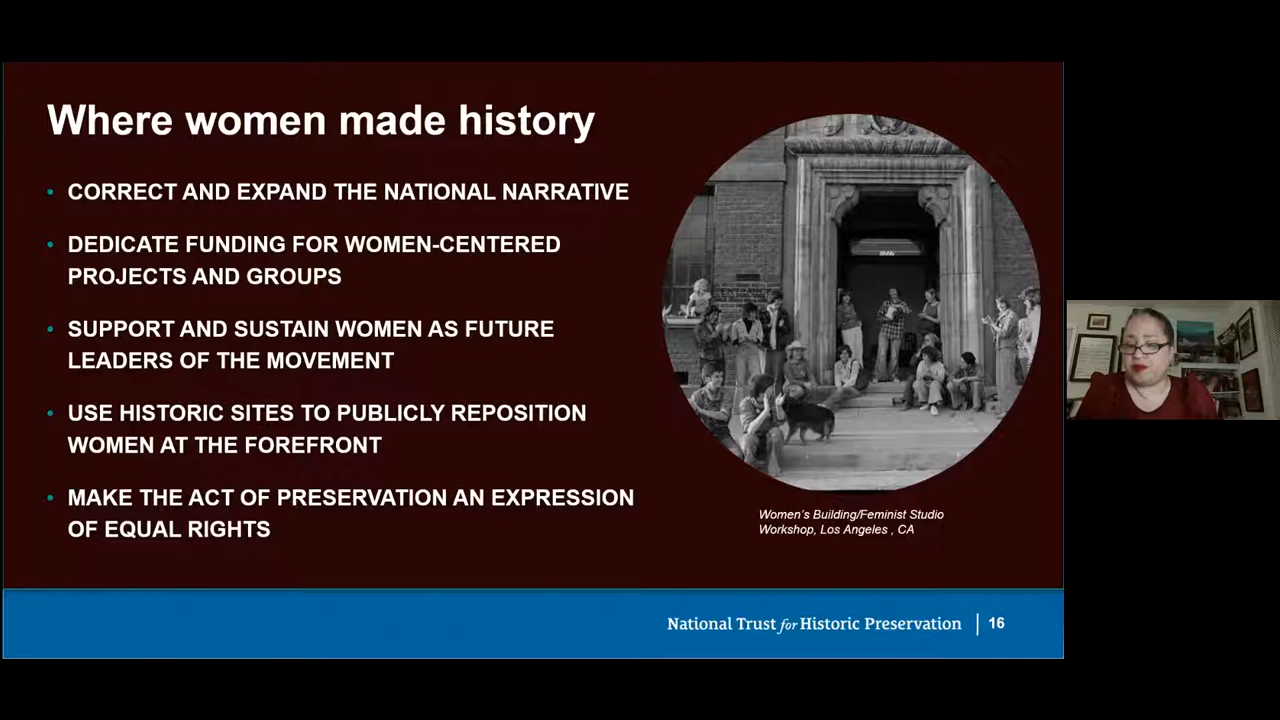 Where women made history
• CORRECT AND EXPAND THE NATIONAL NARRATIVE
• DEDICATE FUNDING FOR WOMEN-CENTERED
PROJECTS AND GROUPS
• SUPPORT AND SUSTAIN WOMEN AS FUTURE
LEADERS OF THE MOVEMENT
• USE HISTORIC SITES TO PUBLICLY REPOSITION
WOMEN AT THE FOREFRONT
• MAKE THE ACT OF PRESERVATION AN EXPRESSION
OF EQUAL RIGHTS
Women's Building/Feminist Studio
Workshop, Los Angeles , CA
National Trust for Historic Preservation | 16